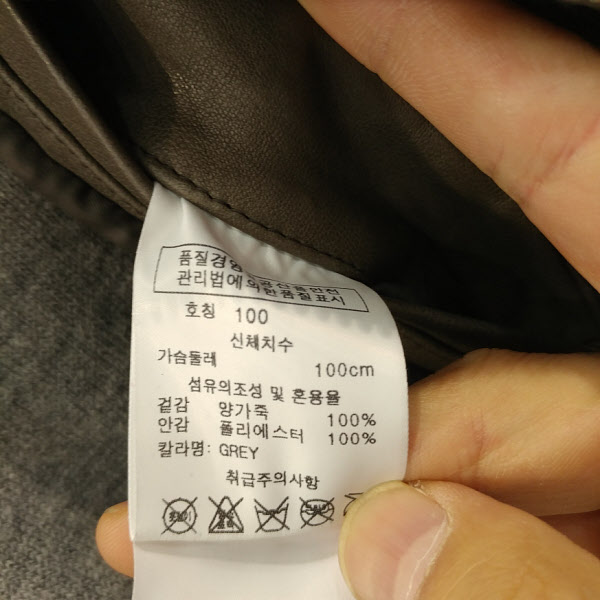 품질경영
관리법에의한품질표시
호칭 100
신체치수
가슴둘레 100cm
섬유의조성 및 혼용율
겉감 양가죽 100%
안감 폴리에스터 100%
칼라명: GREY
취급주의사항